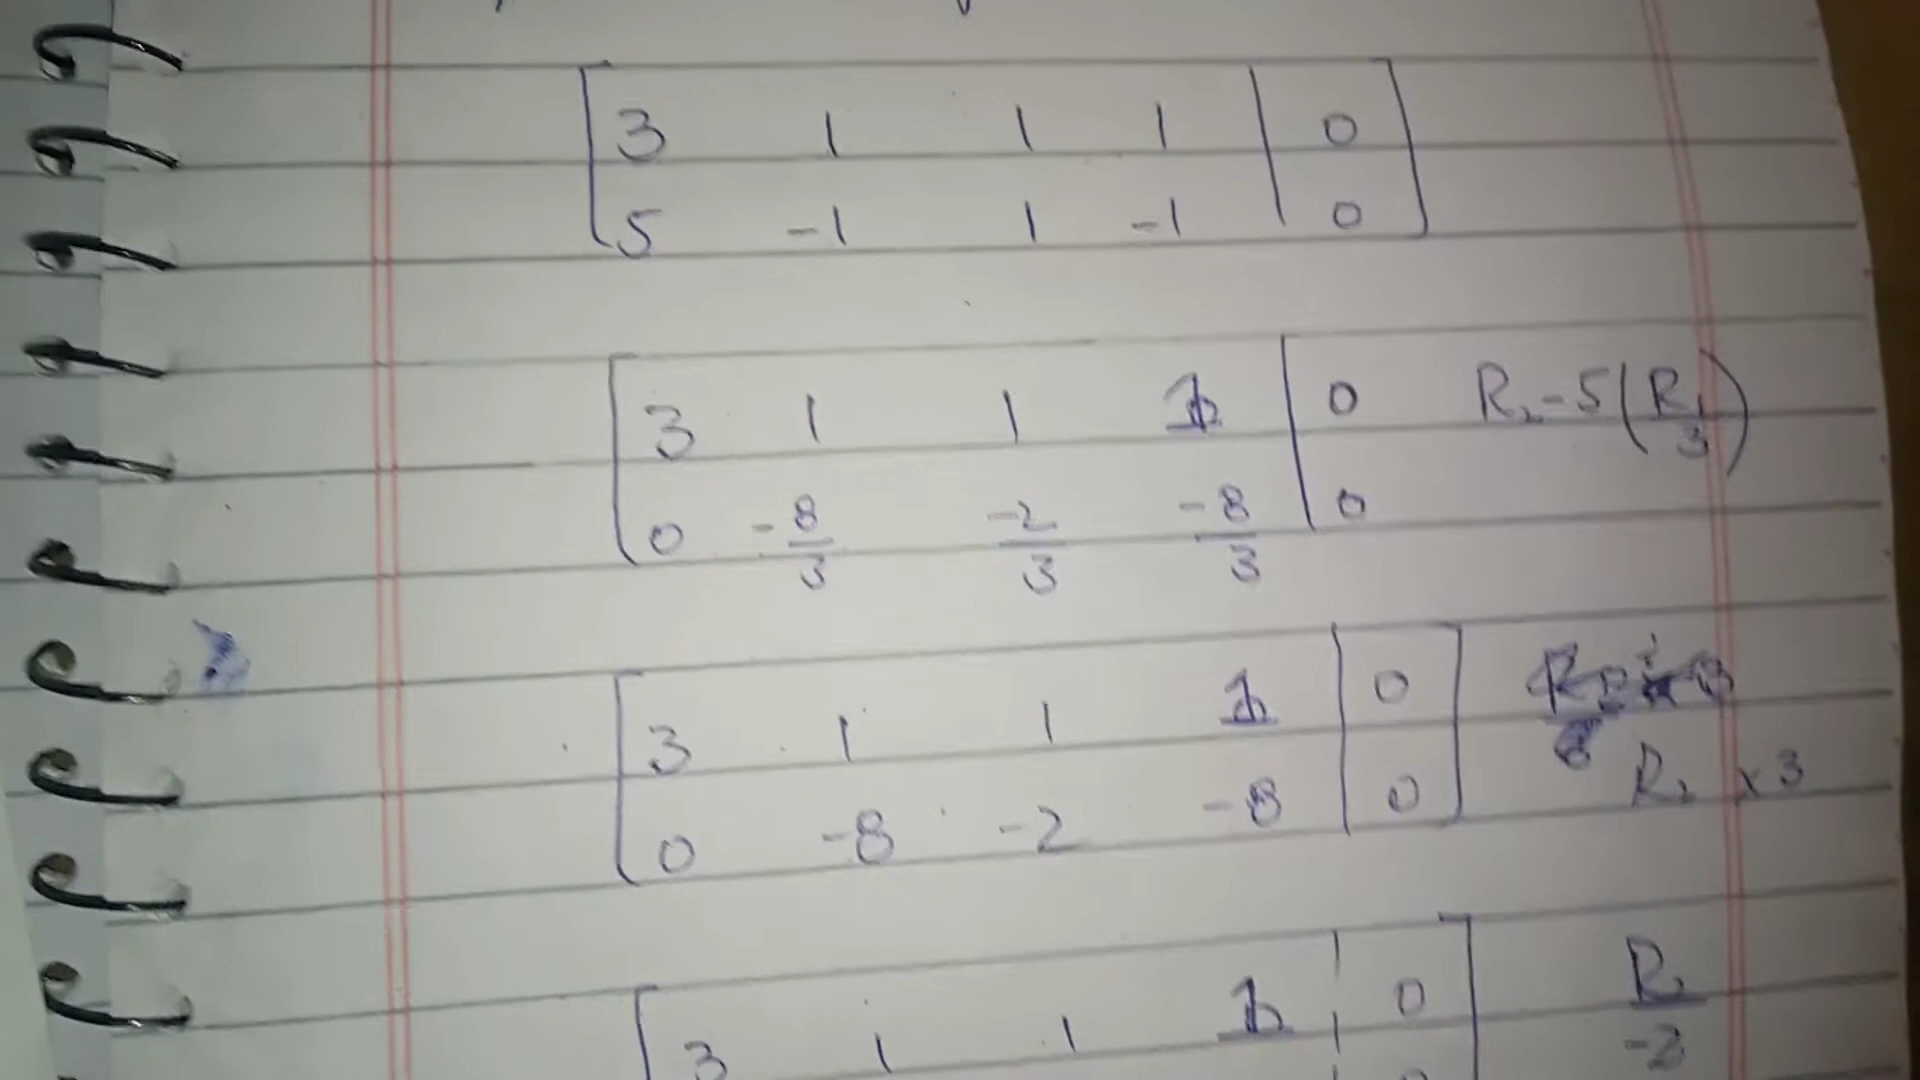 3 1 1 1 | 0
5 -1 1 -1 | 0
3 1 1 1 | 0 R₂ - 5(R₁/3)
0 -8/3 -2/3 -8/3 | 0
3 1 1 1 | 0
0 -8 -2 -8 | 0 R₂ × 3
3 1 1 1 | 0 R₂/-2